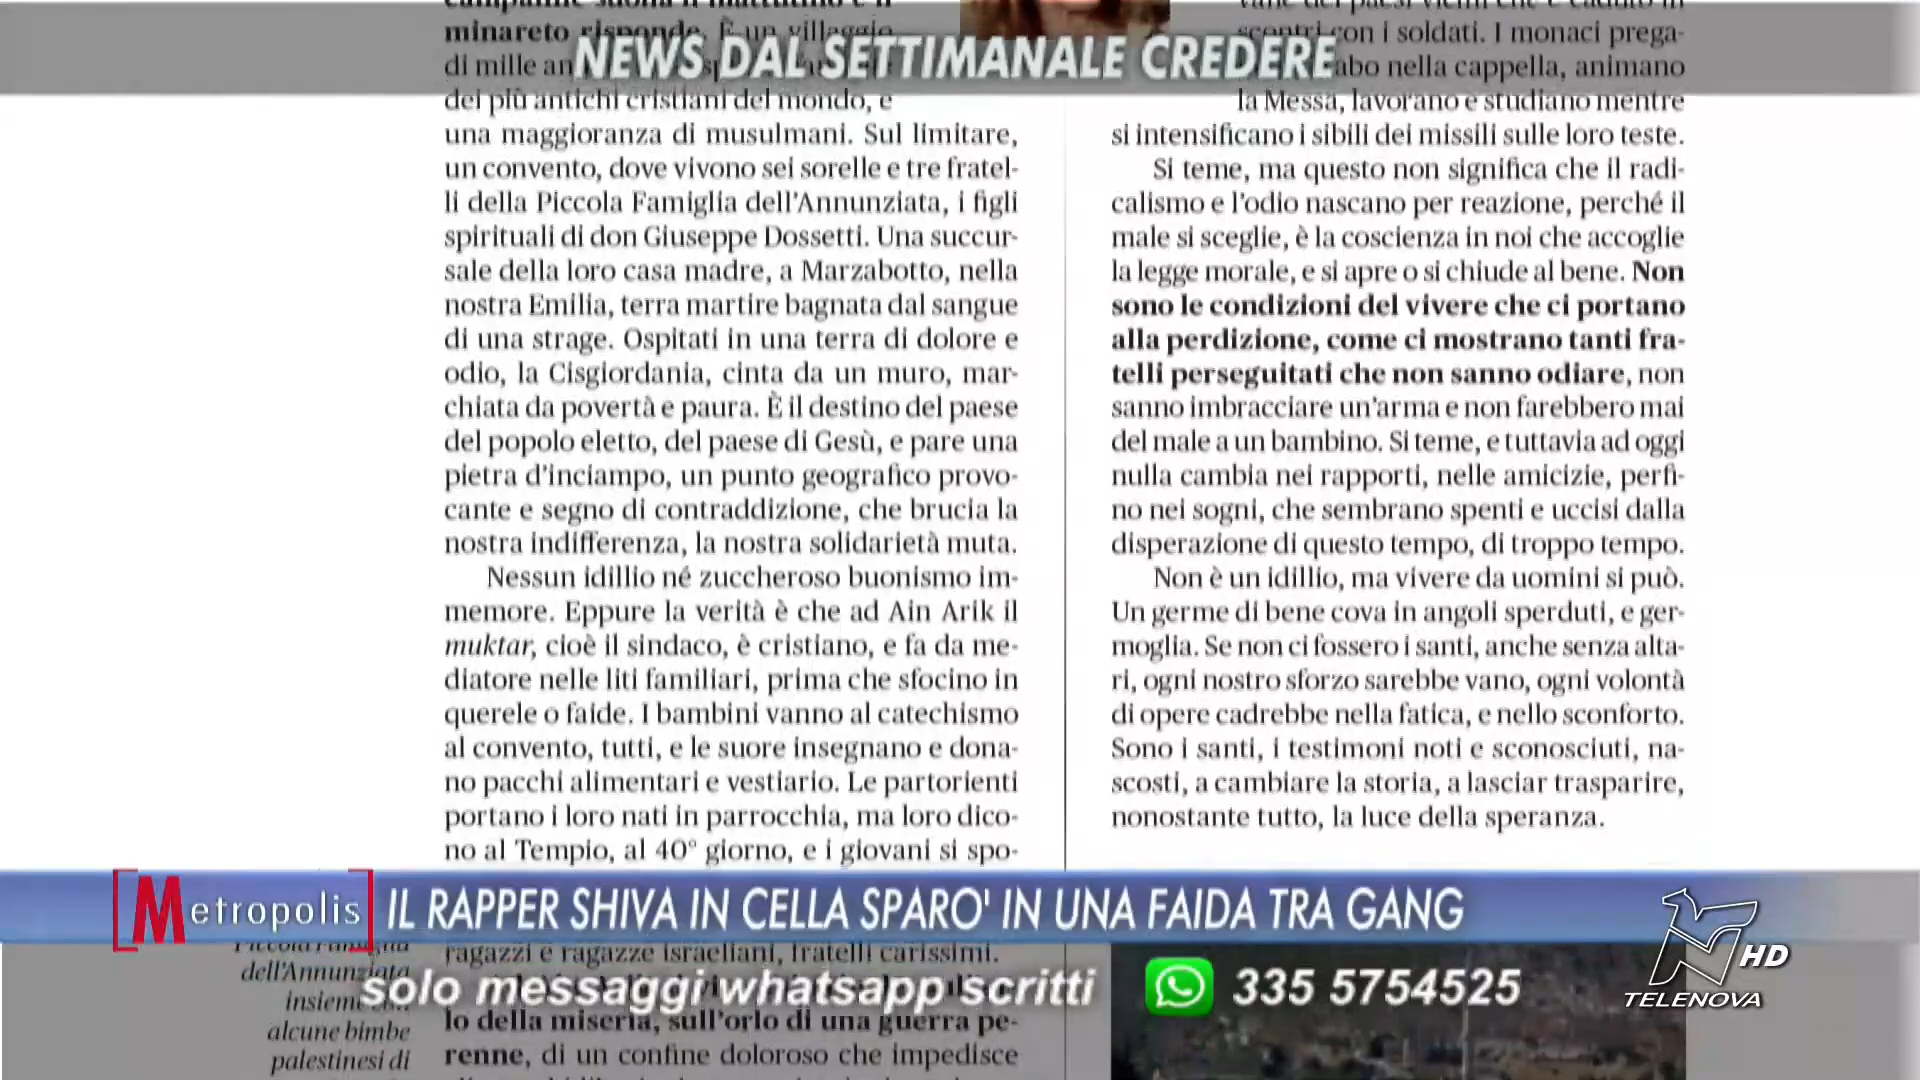 minareto risponde. È un villaggio
di mille an
NEWS DAL SETTIMANALE CREDERE
dei più antichi cristiani del mondo, e
una maggioranza di musulmani. Sul limitare,
un convento, dove vivono sei sorelle e tre fratel-
li della Piccola Famiglia dell'Annunziata, i figli
spirituali di don Giuseppe Dossetti. Una succur-
sale della loro casa madre, a Marzabotto, nella
nostra Emilia, terra martire bagnata dal sangue
di una strage. Ospitati in una terra di dolore e
odio, la Cisgiordania, cinta da un muro, mar-
chiata da povertà e paura. È il destino del paese
del popolo eletto, del paese di Gesù, e pare una
pietra d'inciampo, un punto geografico provo-
cante e segno di contraddizione, che brucia la
nostra indifferenza, la nostra solidarietà muta.
Nessun idillio né zuccheroso buonismo im-
memore. Eppure la verità è che ad Ain Arik il
muktar, cioè il sindaco, è cristiano, e fa da me-
diatore nelle liti familiari, prima che sfocino in
querele o faide. I bambini vanno al catechismo
al convento, tutti, e le suore insegnano e dona-
no pacchi alimentari e vestiario. Le partorienti
portano i loro nati in parrocchia, ma loro dico-
no al Tempio, al 40° giorno, e i giovani si spo-
scontri con i soldati. I monaci prega-
abo nella cappella, animano
la Messa, lavorano e studiano mentre
si intensificano i sibili dei missili sulle loro teste.
Si teme, ma questo non significa che il radi-
calismo e l'odio nascano per reazione, perché il
male si sceglie, è la coscienza in noi che accoglie
la legge morale, e si apre o si chiude al bene. Non
sono le condizioni del vivere che ci portano
alla perdizione, come ci mostrano tanti fra-
telli perseguitati che non sanno odiare, non
sanno imbracciare un'arma e non farebbero mai
del male a un bambino. Si teme, e tuttavia ad oggi
nulla cambia nei rapporti, nelle amicizie, perfi-
no nei sogni, che sembrano spenti e uccisi dalla
disperazione di questo tempo, di troppo tempo.
Non è un idillio, ma vivere da uomini si può.
Un germe di bene cova in angoli sperduti, e ger-
moglia. Se non ci fossero i santi, anche senza alta-
ri, ogni nostro sforzo sarebbe vano, ogni volontà
di opere cadrebbe nella fatica, e nello sconforto.
Sono i santi, i testimoni noti e sconosciuti, na-
scosti, a cambiare la storia, a lasciar trasparire,
nonostante tutto, la luce della speranza.
Metropolis
IL RAPPER SHIVA IN CELLA SPARO' IN UNA FAIDA TRA GANG
HD
TELENOVA
Piccola Famiglia
dell'Annunziata
insieme
alcune bimbe
palestinesi di
ragazzi e ragazze israeliani, fratelli carissimi.
solo messaggi whatsapp scritti
335 5754525
lo della miseria, sull'orlo di una guerra pe-
renne, di un confine doloroso che impedisce